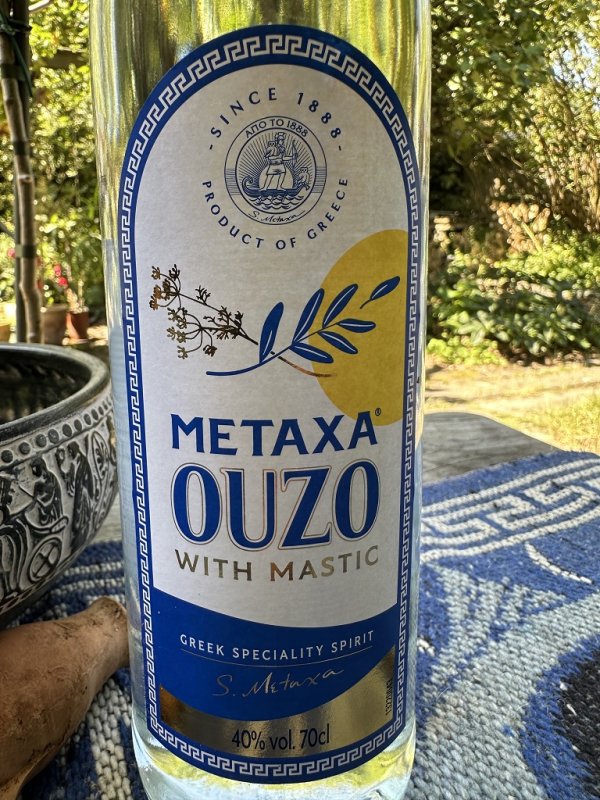 - SINCE 1888 -
ΑΠΟ ΤΟ 1888
S. Metaxa
PRODUCT OF GREECE
METAXA®
OUZO
WITH MASTIC
GREEK SPECIALITY SPIRIT
S. Metaxa
40% vol. 70cl